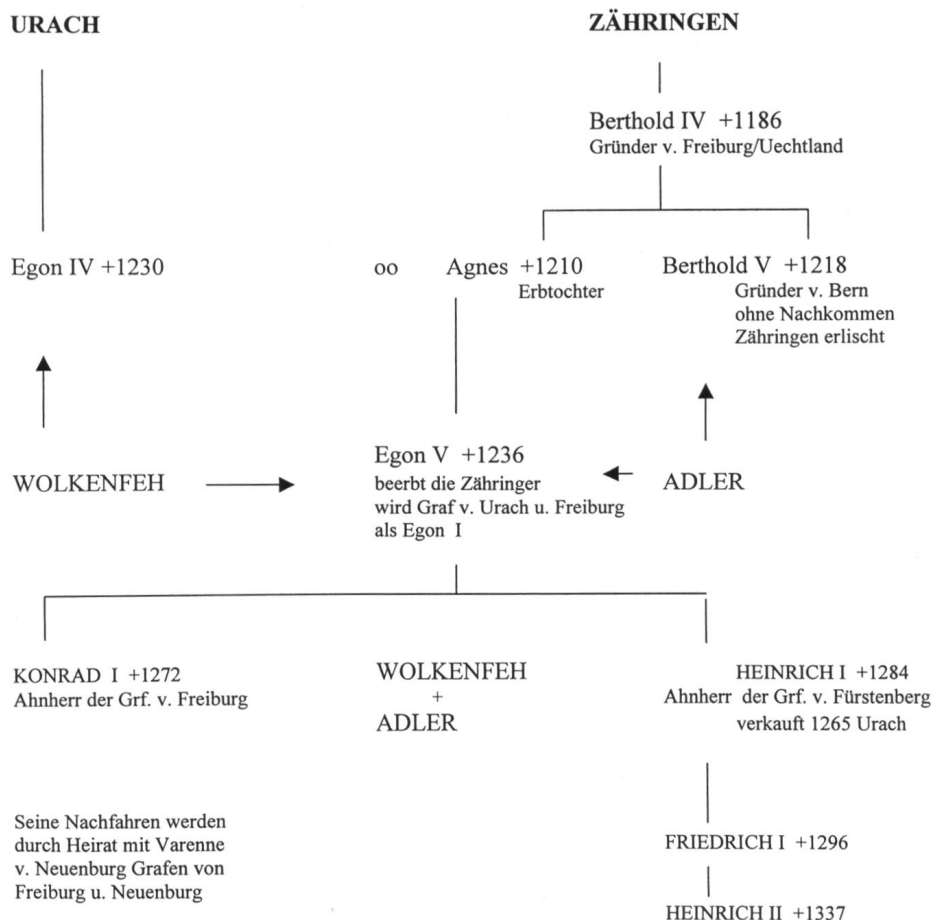 URACH
ZÄHRINGEN
Berthold IV +1186
Gründer v. Freiburg/Uechtland
Egon IV +1230
oo
Agnes +1210
Erbtochter
Berthold V +1218
Gründer v. Bern
ohne Nachkommen
Zähringen erlischt
WOLKENFEH
Egon V +1236
beerbt die Zähringer
wird Graf v. Urach u. Freiburg
als Egon I
ADLER
KONRAD I +1272
Ahnherr der Grf. v. Freiburg
WOLKENFEH
+
ADLER
HEINRICH I +1284
Ahnherr der Grf. v. Fürstenberg
verkauft 1265 Urach
Seine Nachfahren werden
durch Heirat mit Varenne
v. Neuenburg Grafen von
Freiburg u. Neuenburg
FRIEDRICH I +1296
HEINRICH II +1337